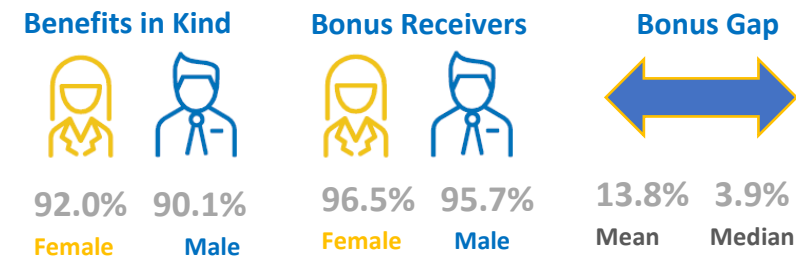 Benefits in Kind
92.0% 90.1%
Female Male
Bonus Receivers
96.5% 95.7%
Female Male
Bonus Gap
13.8% 3.9%
Mean Median